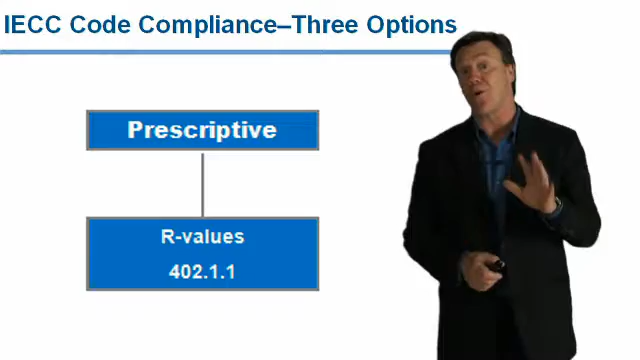 IECC Code Compliance–Three Options
Prescriptive
R-values
402.1.1